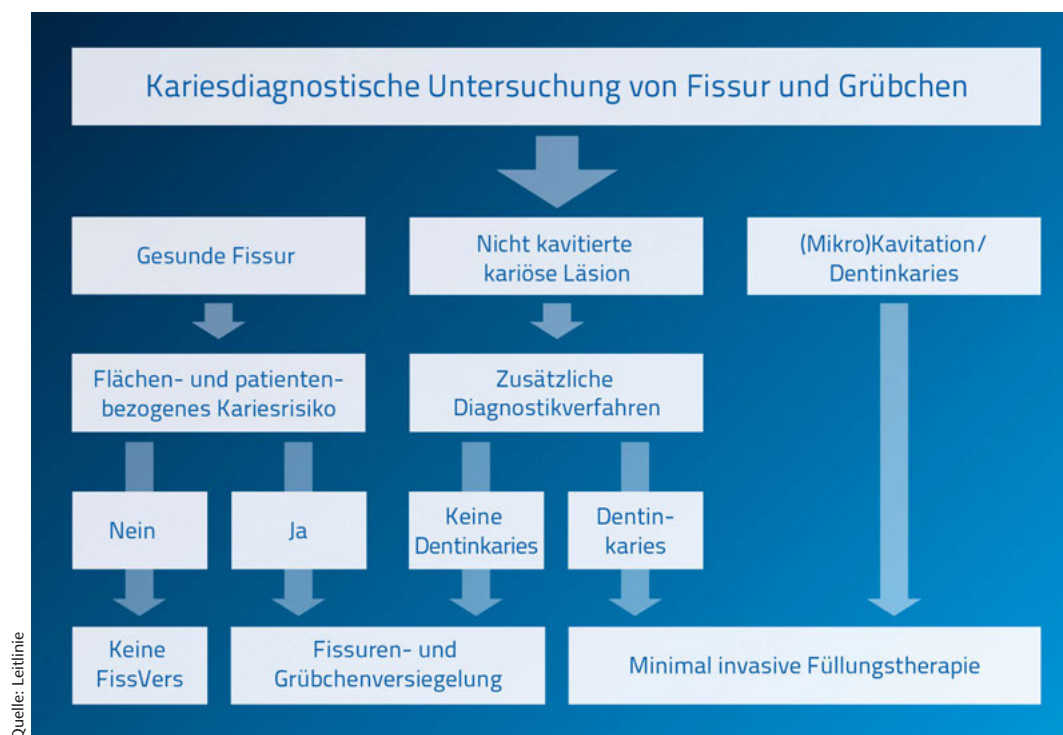 Kariesdiagnostische Untersuchung von Fissur und Grübchen
Gesunde Fissur
Nicht kavitierte
kariöse Läsion
(Mikro)Kavitation/
Dentinkaries
Flächen- und patienten-
bezogenes Kariesrisiko
Zusätzliche
Diagnostikverfahren
Nein
Ja
Keine
Dentinkaries
Dentin-
karies
Keine
FissVers
Fissuren- und
Grübchenversiegelung
Minimal invasive Füllungstherapie
Quelle: Leitlinie